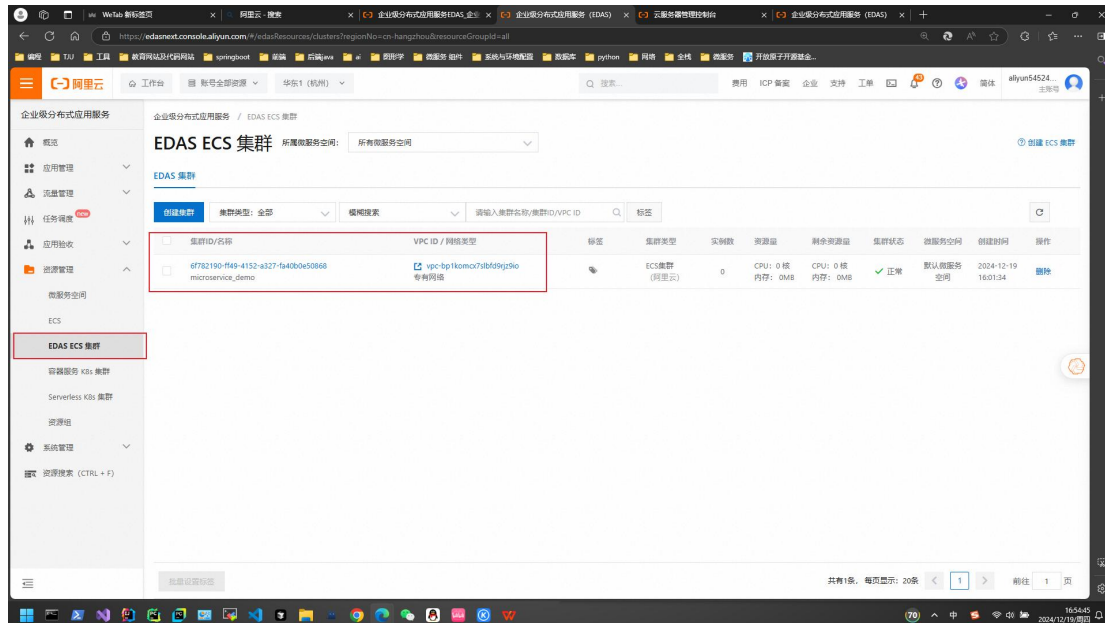 WeTab 新标签页
阿里云 - 搜索
企业级分布式应用服务EDAS_企业
企业级分布式应用服务 (EDAS)
云服务器管理控制台
企业级分布式应用服务 (EDAS)
https://edasnext.console.aliyun.com/#/edasResources/clusters?regionNo=cn-hangzhou&resourceGroupId=all
编程 TJU 工具 教育网站及代码网站 springboot 前端 后端java ai 图形学 微服务 组件 系统与环境配置 数据库 python 网络 全栈 微服务 开放原子开源基金...
阿里云 工作台 账号全部资源 华东1 (杭州) 搜索... 费用 ICP 备案 企业 支持 工单 简体 aliyun54524...
主账号
企业级分布式应用服务
企业级分布式应用服务 / EDAS ECS 集群
概览
EDAS ECS 集群 所属微服务空间: 所有微服务空间 创建 ECS 集群
应用管理
EDAS 集群
流量管理
任务调度 new
创建集群 集群类型: 全部 模糊搜索 请输入集群名称/集群ID/VPC ID 标签
应用验收
集群ID/名称 VPC ID / 网络类型 标签 集群类型 实例数 资源量 剩余资源量 集群状态 微服务空间 创建时间 操作
资源管理
6f782190-ff49-4152-a327-fa40b0e50868 vpc-bp1komcx7slbfd9rjz9io ECS集群 0 CPU: 0 核 CPU: 0 核 正常 默认微服务 2024-12-19 删除
microservice_demo 专有网络 (阿里云) 内存: 0MB 内存: 0MB 空间 16:01:34
微服务空间
ECS
EDAS ECS 集群
容器服务 K8s 集群
Serverless K8s 集群
资源组
系统管理
资源搜索 (CTRL + F)
批量设置标签 共有1条, 每页显示: 20条 1 前往 1 页
70 中 16:54:45
2024/12/19/周四